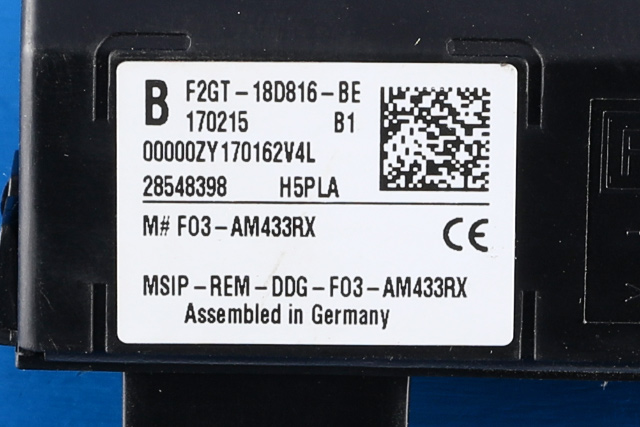 B F2GT-18D816-BE
170215 B1
00000ZY170162V4L
28548398 H5PLA
M# F03-AM433RX
CE
MSIP-REM-DDG-F03-AM433RX
Assembled in Germany